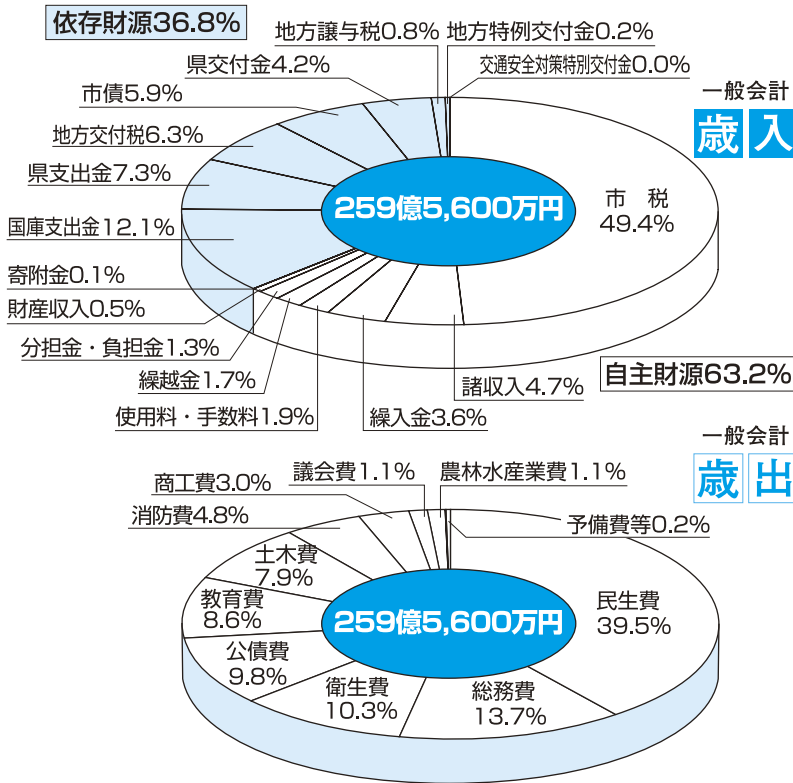 依存財源36.8%
地方譲与税0.8%
地方特例交付金0.2%
県交付金4.2%
交通安全対策特別交付金0.0%
市債5.9%
一般会計
歳入
地方交付税6.3%
県支出金7.3%
259億5,600万円
市 税
49.4%
国庫支出金12.1%
寄附金0.1%
財産収入0.5%
分担金・負担金1.3%
自主財源63.2%
繰越金1.7%
諸収入4.7%
使用料・手数料1.9%
繰入金3.6%
一般会計
歳出
議会費1.1%
農林水産業費1.1%
商工費3.0%
消防費4.8%
予備費等0.2%
土木費
7.9%
教育費
8.6%
259億5,600万円
民生費
39.5%
公債費
9.8%
衛生費
10.3%
総務費
13.7%